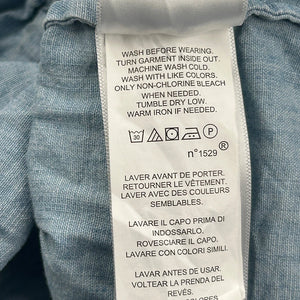 WASH BEFORE WEARING.
TURN GARMENT INSIDE OUT.
MACHINE WASH COLD.
WASH WITH LIKE COLORS.
ONLY NON-CHLORINE BLEACH
WHEN NEEDED.
TUMBLE DRY LOW.
WARM IRON IF NEEDED.
30 P
n°1529 ®
LAVER AVANT DE PORTER.
RETOURNER LE VÊTEMENT.
LAVER AVEC DES COULEURS
SEMBLABLES.
LAVARE IL CAPO PRIMA DI
INDOSSARLO.
ROVESCIARE IL CAPO.
LAVAR CON COLORI SIMILI.
LAVAR ANTES DE USAR.
VOLTEAR LA PRENDA DEL
REVÉS.